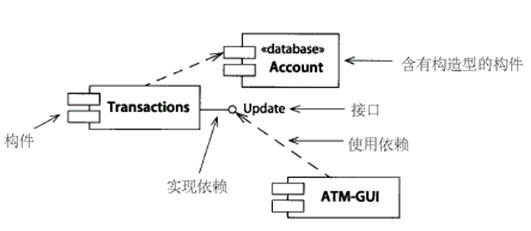 «database»
Account
含有构造型的构件
Transactions
Update
接口
构件
使用依赖
实现依赖
ATM-GUI